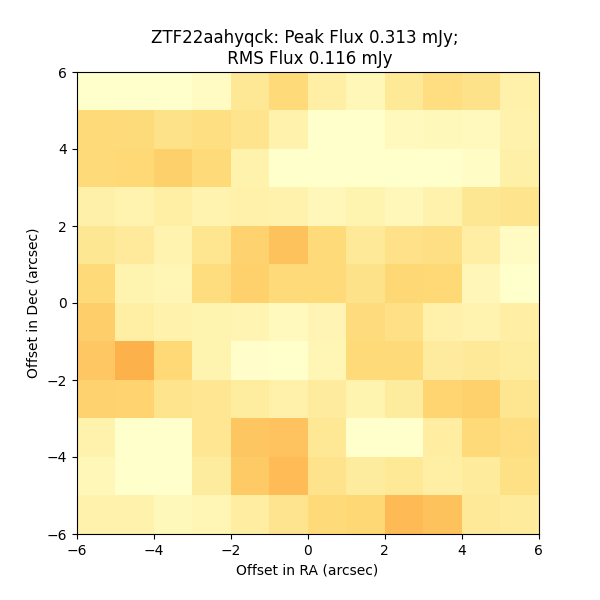 ZTF22aahyqck: Peak Flux 0.313 mJy;
RMS Flux 0.116 mJy
6
4
2
0
−2
−4
−6
Offset in Dec (arcsec)
−6 −4 −2 0 2 4 6
Offset in RA (arcsec)